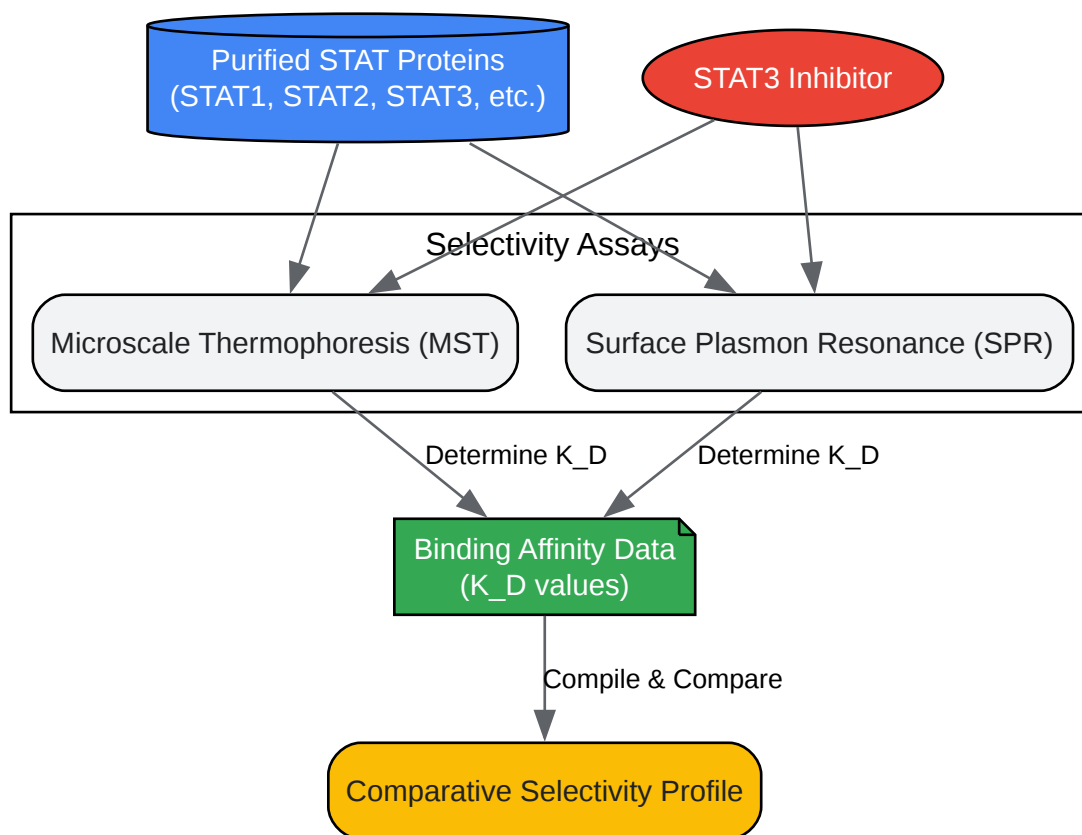 Purified STAT Proteins
(STAT1, STAT2, STAT3, etc.)
STAT3 Inhibitor
Selectivity Assays
Microscale Thermophoresis (MST)
Surface Plasmon Resonance (SPR)
Determine K_D
Determine K_D
Binding Affinity Data
(K_D values)
Compile & Compare
Comparative Selectivity Profile